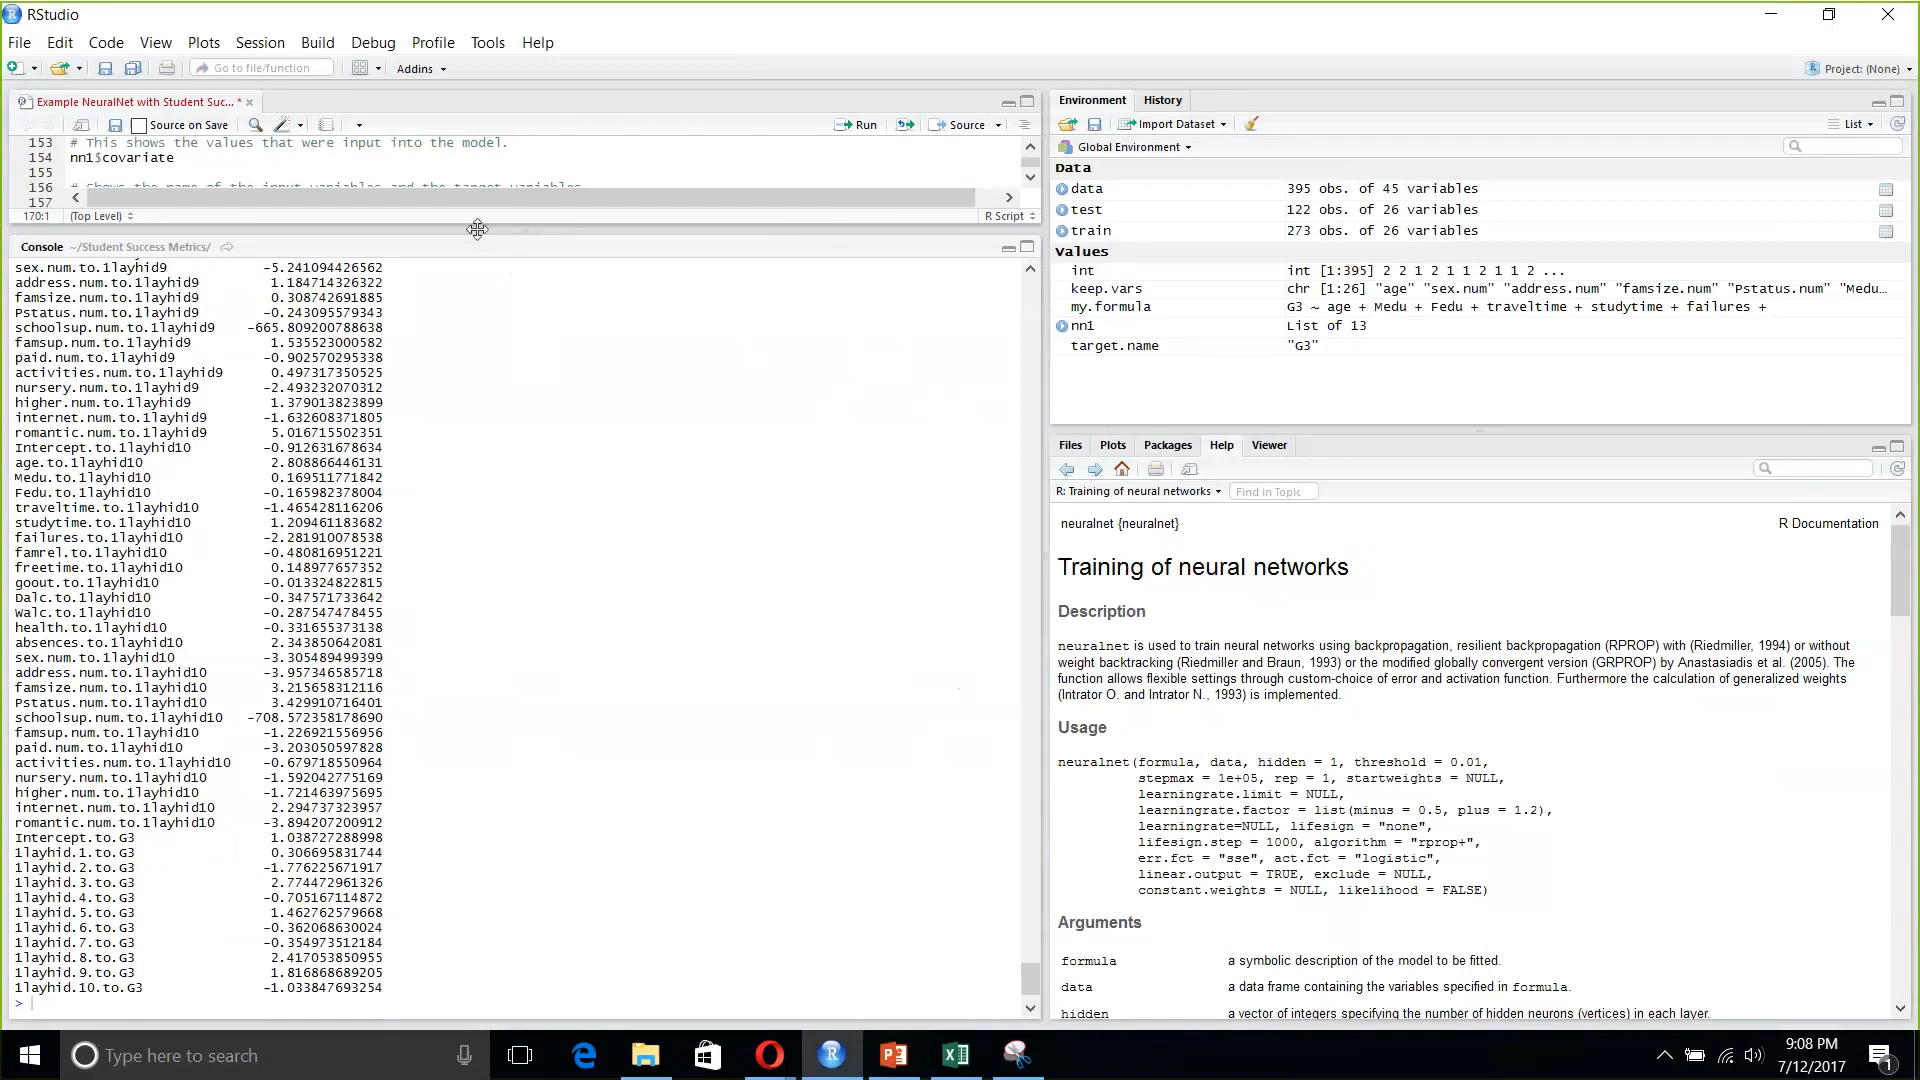 RStudio
File Edit Code View Plots Session Build Debug Profile Tools Help
Go to file/function Addins Project: (None)
Example NeuralNet with Student Suc... *
Source on Save Run Source
153 # This shows the values that were input into the model.
154 nn1$covariate
155
156 # Shows the name of the input variables and the target variables
157
170:1 (Top Level) R Script
Console ~/Student Success Metrics/
sex.num.to.1layhid9 -5.241094426562
address.num.to.1layhid9 1.184714326322
famsize.num.to.1layhid9 0.308742691885
Pstatus.num.to.1layhid9 -0.243095579343
schoolsup.num.to.1layhid9 -665.809200788638
famsup.num.to.1layhid9 1.535523000582
paid.num.to.1layhid9 -0.902570295338
activities.num.to.1layhid9 0.497317350525
nursery.num.to.1layhid9 -2.493232070312
higher.num.to.1layhid9 1.379013823899
internet.num.to.1layhid9 -1.632608371805
romantic.num.to.1layhid9 5.016715502351
Intercept.to.1layhid10 -0.912631678634
age.to.1layhid10 2.808866446131
Medu.to.1layhid10 0.169511771842
Fedu.to.1layhid10 -0.165982378004
traveltime.to.1layhid10 -1.465428116206
studytime.to.1layhid10 1.209461183682
failures.to.1layhid10 -2.281910078538
famrel.to.1layhid10 -0.480816951221
freetime.to.1layhid10 0.148977657352
goout.to.1layhid10 -0.013324822815
Dalc.to.1layhid10 -0.347571733642
Walc.to.1layhid10 -0.287547478455
health.to.1layhid10 -0.331655373138
absences.to.1layhid10 2.343850642081
sex.num.to.1layhid10 -3.305489499399
address.num.to.1layhid10 -3.957346585718
famsize.num.to.1layhid10 3.215658312116
Pstatus.num.to.1layhid10 3.429910716401
schoolsup.num.to.1layhid10 -708.572358178690
famsup.num.to.1layhid10 -1.226921556956
paid.num.to.1layhid10 -3.203050597828
activities.num.to.1layhid10 -0.679718550964
nursery.num.to.1layhid10 -1.592042775169
higher.num.to.1layhid10 -1.721463975695
internet.num.to.1layhid10 2.294737323957
romantic.num.to.1layhid10 -3.894207200912
Intercept.to.G3 1.038727288998
1layhid.1.to.G3 0.306695831744
1layhid.2.to.G3 -1.776225671917
1layhid.3.to.G3 2.774472961326
1layhid.4.to.G3 -0.705167114872
1layhid.5.to.G3 1.462762579668
1layhid.6.to.G3 -0.362068630024
1layhid.7.to.G3 -0.354973512184
1layhid.8.to.G3 2.417053850955
1layhid.9.to.G3 1.816868689205
1layhid.10.to.G3 -1.033847693254
>
Environment History
Import Dataset List
Global Environment
Data
data 395 obs. of 45 variables
test 122 obs. of 26 variables
train 273 obs. of 26 variables
Values
int int [1:395] 2 2 1 2 1 1 2 1 1 2 ...
keep.vars chr [1:26] "age" "sex.num" "address.num" "famsize.num" "Pstatus.num" "Medu…
my.formula G3 ~ age + Medu + Fedu + traveltime + studytime + failures +
nn1 List of 13
target.name "G3"
Files Plots Packages Help Viewer
R: Training of neural networks Find in Topic
neuralnet {neuralnet} R Documentation
Training of neural networks
Description
neuralnet is used to train neural networks using backpropagation, resilient backpropagation (RPROP) with (Riedmiller, 1994) or without
weight backtracking (Riedmiller and Braun, 1993) or the modified globally convergent version (GRPROP) by Anastasiadis et al. (2005). The
function allows flexible settings through custom-choice of error and activation function. Furthermore the calculation of generalized weights
(Intrator O. and Intrator N., 1993) is implemented.
Usage
neuralnet(formula, data, hidden = 1, threshold = 0.01,
stepmax = 1e+05, rep = 1, startweights = NULL,
learningrate.limit = NULL,
learningrate.factor = list(minus = 0.5, plus = 1.2),
learningrate=NULL, lifesign = "none",
lifesign.step = 1000, algorithm = "rprop+",
err.fct = "sse", act.fct = "logistic",
linear.output = TRUE, exclude = NULL,
constant.weights = NULL, likelihood = FALSE)
Arguments
formula a symbolic description of the model to be fitted.
data a data frame containing the variables specified in formula.
hidden a vector of integers specifying the number of hidden neurons (vertices) in each layer.
Type here to search
9:08 PM
7/12/2017
1